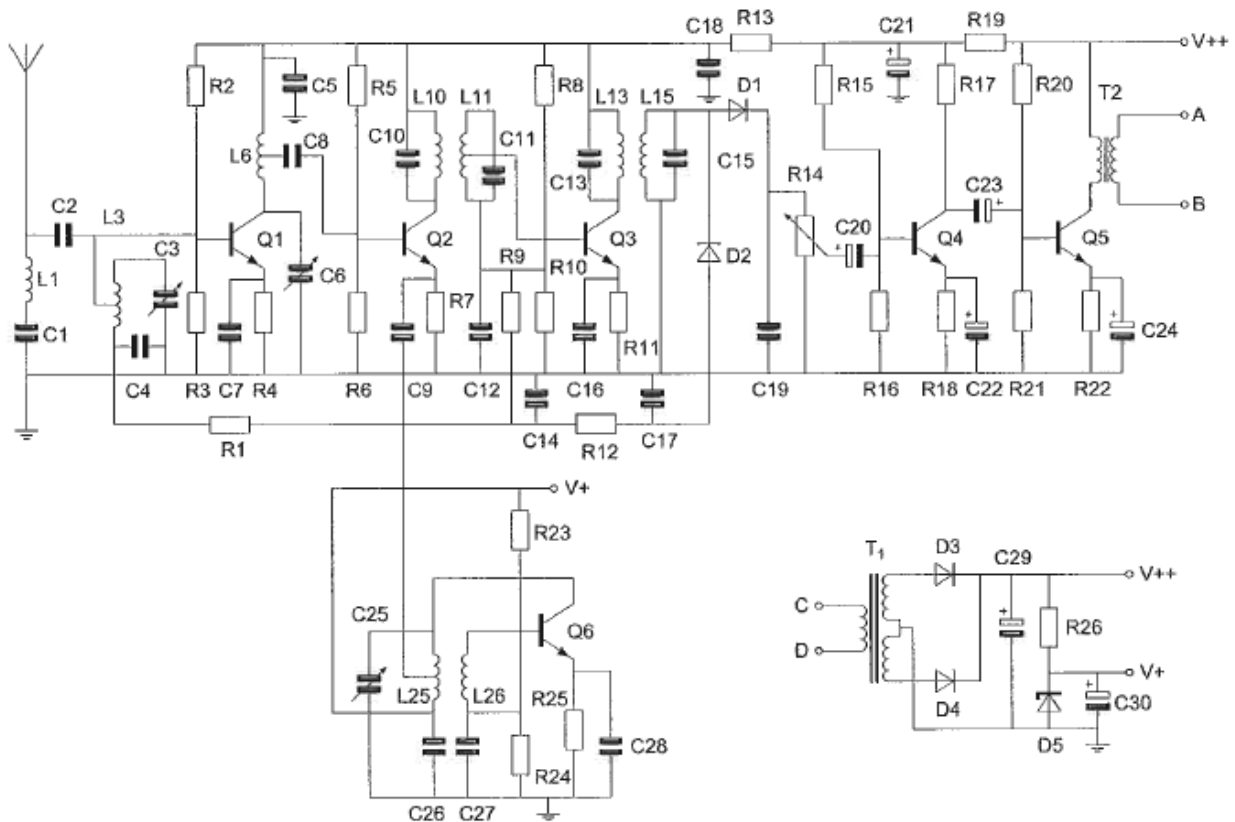 C18
R13
C21
R19
V++
R2
C5
R5
L10
L11
R8
L13
L15
D1
R15
R17
R20
T2
A
C8
C10
C11
L6
C15
C13
R14
C23
+
B
C2
L3
C3
Q1
C6
Q2
R9
R10
Q3
D2
C20
+
Q4
Q5
L1
R7
C1
R11
+
+
C24
C4
R3
C7
R4
R6
C9
C12
C16
C19
R16
R18
C22
R21
R22
R1
C14
R12
C17
V+
R23
T1
D3
C29
V++
C25
Q6
C
+
R26
D
V+
L25
L26
R25
D4
+
C30
C28
R24
D5
C26
C27
+